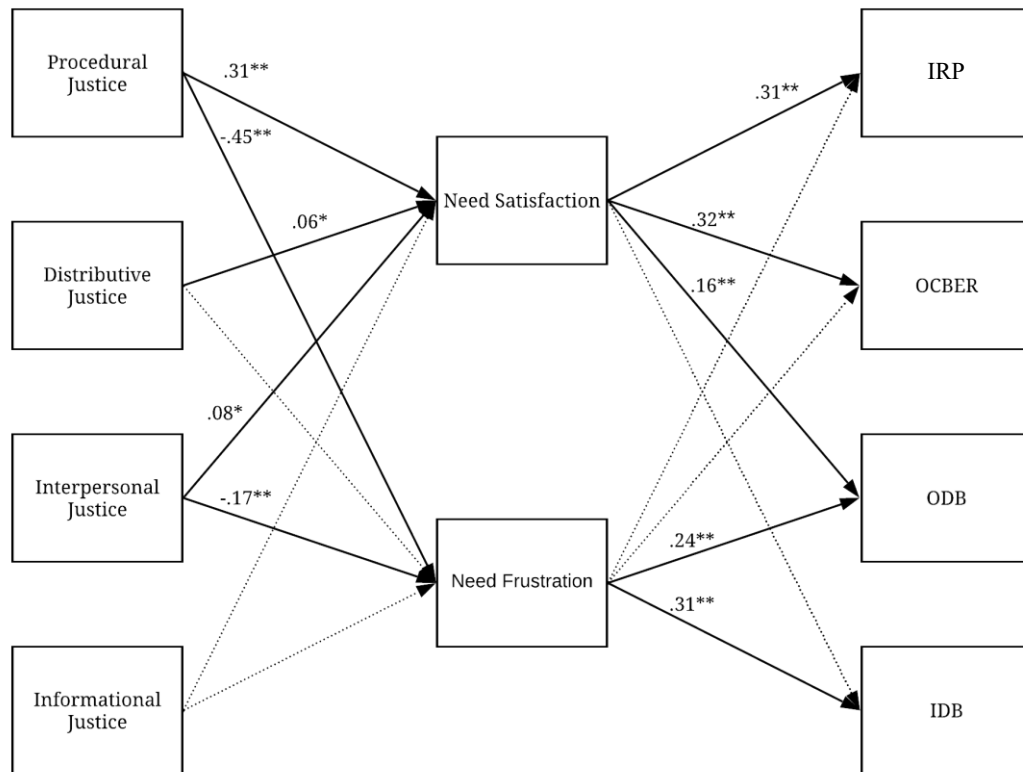 Procedural
Justice
.31**
-.45**
Distributive
Justice
.06*
Interpersonal
Justice
.08*
-.17**
Informational
Justice
Need Satisfaction
Need Frustration
.31**
.32**
.16**
.24**
.31**
IRP
OCBER
ODB
IDB